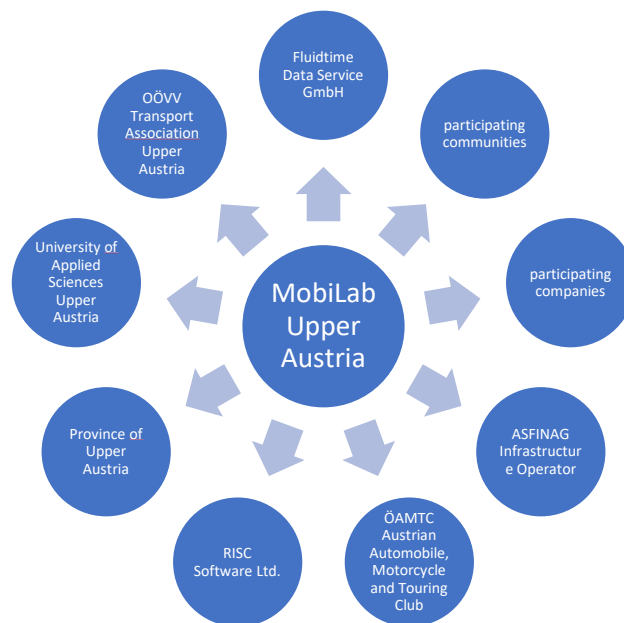 Fluidtime
Data Service
GmbH
participating
communities
participating
companies
ASFINAG
Infrastructur
e Operator
ÖAMTC
Austrian
Automobile,
Motorcycle
and Touring
Club
RISC
Software Ltd.
Province of
Upper
Austria
University of
Applied
Sciences
Upper
Austria
OÖVV
Transport
Association
Upper
Austria
MobiLab
Upper
Austria